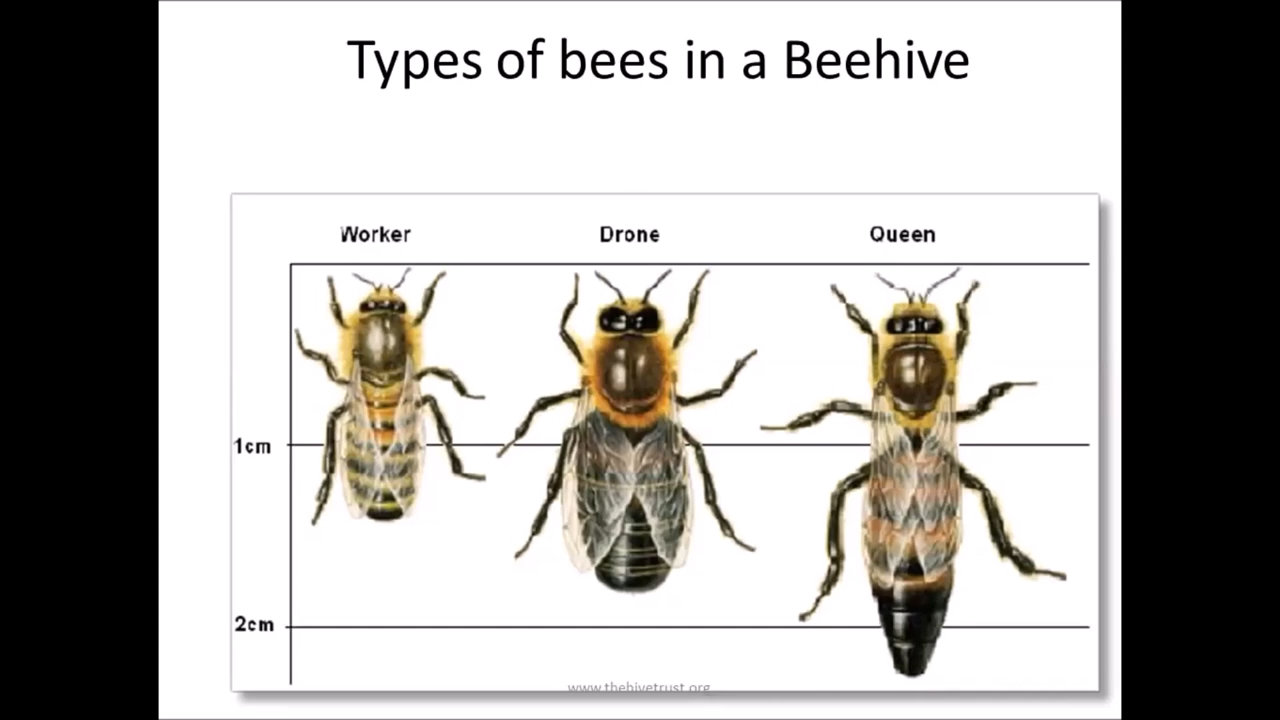 Types of bees in a Beehive
Worker Drone Queen
1cm
2cm
www.thehivetrust.org